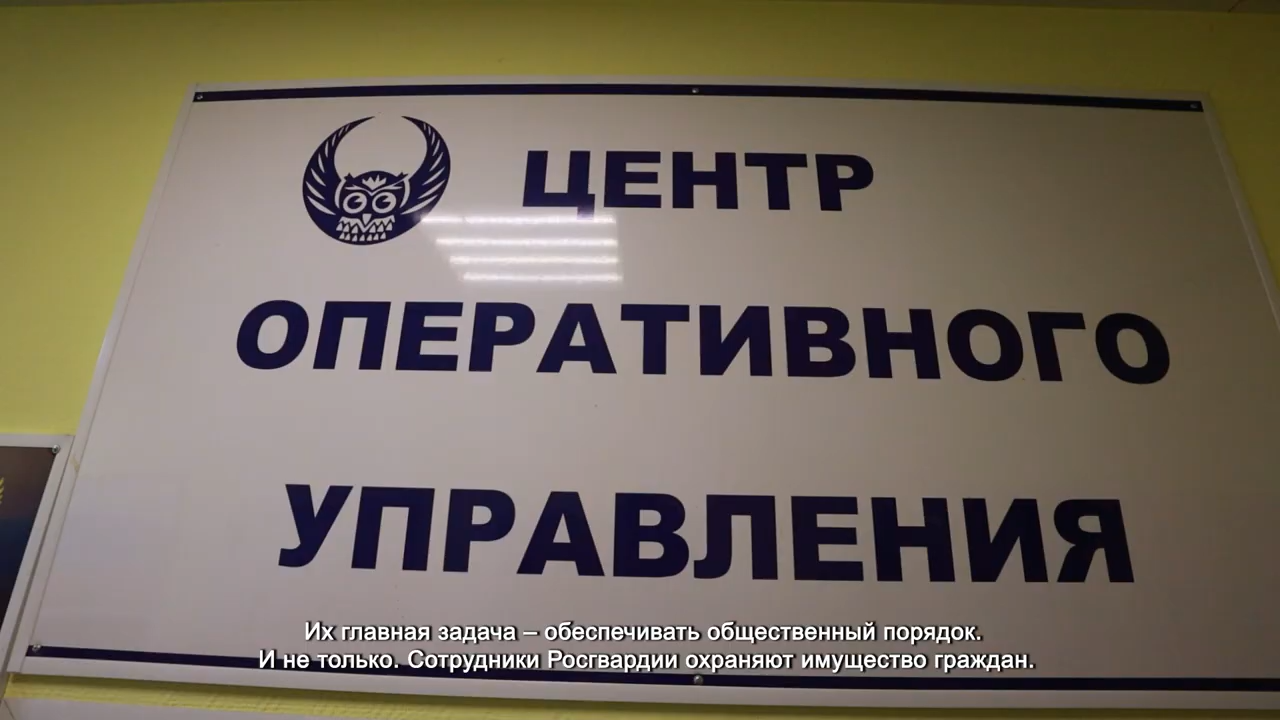 ЦЕНТР
ОПЕРАТИВНОГО
УПРАВЛЕНИЯ
Их главная задача – обеспечивать общественный порядок.
И не только. Сотрудники Росгвардии охраняют имущество граждан.